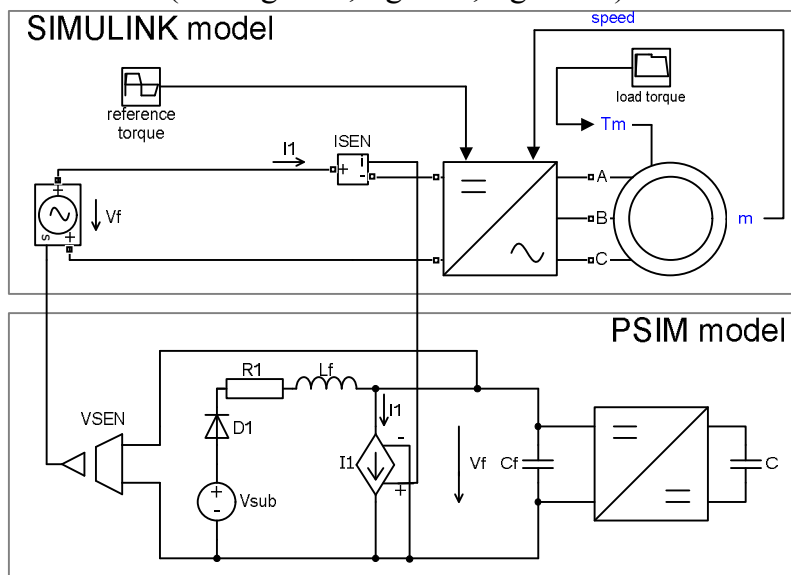 SIMULINK model
speed
reference
torque
load torque
Tm
I1
ISEN
+
i
-
A
+
Vf
B
m
s
+
C
PSIM model
R1
Lf
VSEN
I1
D1
-
I1
Vf
Cf
C
+
+
Vsub
-